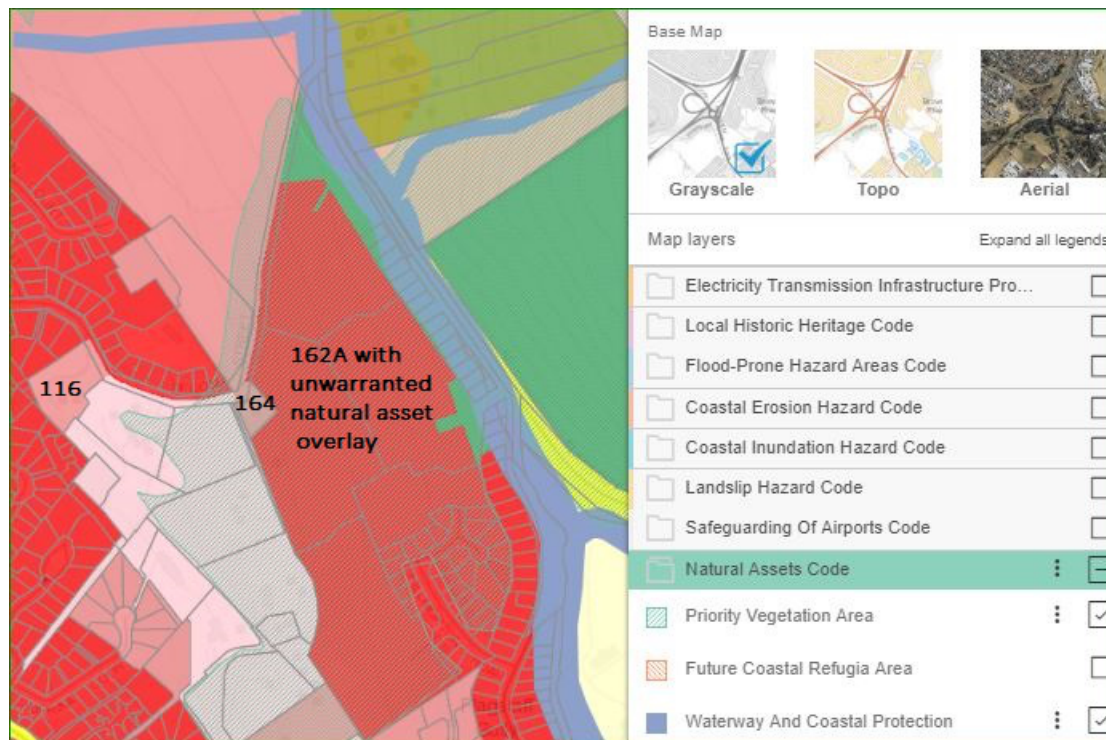 116
164
162A with
unwarranted
natural asset
overlay
Base Map
Grayscale
Topo
Aerial
Map layers
Expand all legends
Electricity Transmission Infrastructure Pro...
Local Historic Heritage Code
Flood-Prone Hazard Areas Code
Coastal Erosion Hazard Code
Coastal Inundation Hazard Code
Landslip Hazard Code
Safeguarding Of Airports Code
Natural Assets Code
Priority Vegetation Area
Future Coastal Refugia Area
Waterway And Coastal Protection